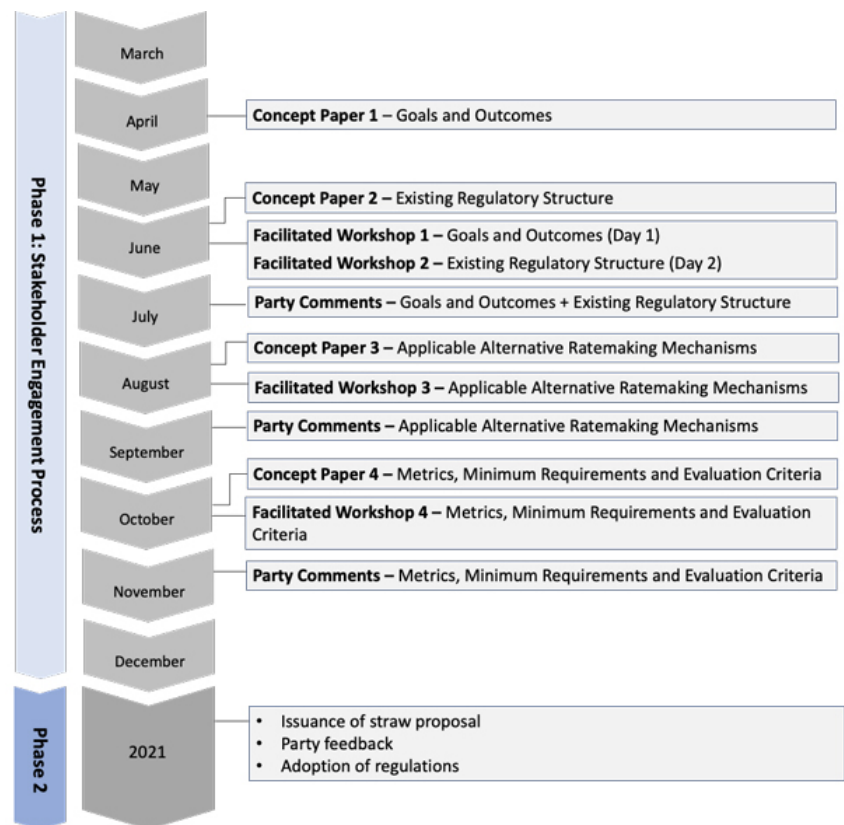 Phase 1: Stakeholder Engagement Process
March
April
Concept Paper 1 – Goals and Outcomes
May
Concept Paper 2 – Existing Regulatory Structure
June
Facilitated Workshop 1 – Goals and Outcomes (Day 1)
Facilitated Workshop 2 – Existing Regulatory Structure (Day 2)
July
Party Comments – Goals and Outcomes + Existing Regulatory Structure
Concept Paper 3 – Applicable Alternative Ratemaking Mechanisms
August
Facilitated Workshop 3 – Applicable Alternative Ratemaking Mechanisms
Party Comments – Applicable Alternative Ratemaking Mechanisms
September
Concept Paper 4 – Metrics, Minimum Requirements and Evaluation Criteria
October
Facilitated Workshop 4 – Metrics, Minimum Requirements and Evaluation
Criteria
November
Party Comments – Metrics, Minimum Requirements and Evaluation Criteria
December
Phase 2
2021
• Issuance of straw proposal
• Party feedback
• Adoption of regulations